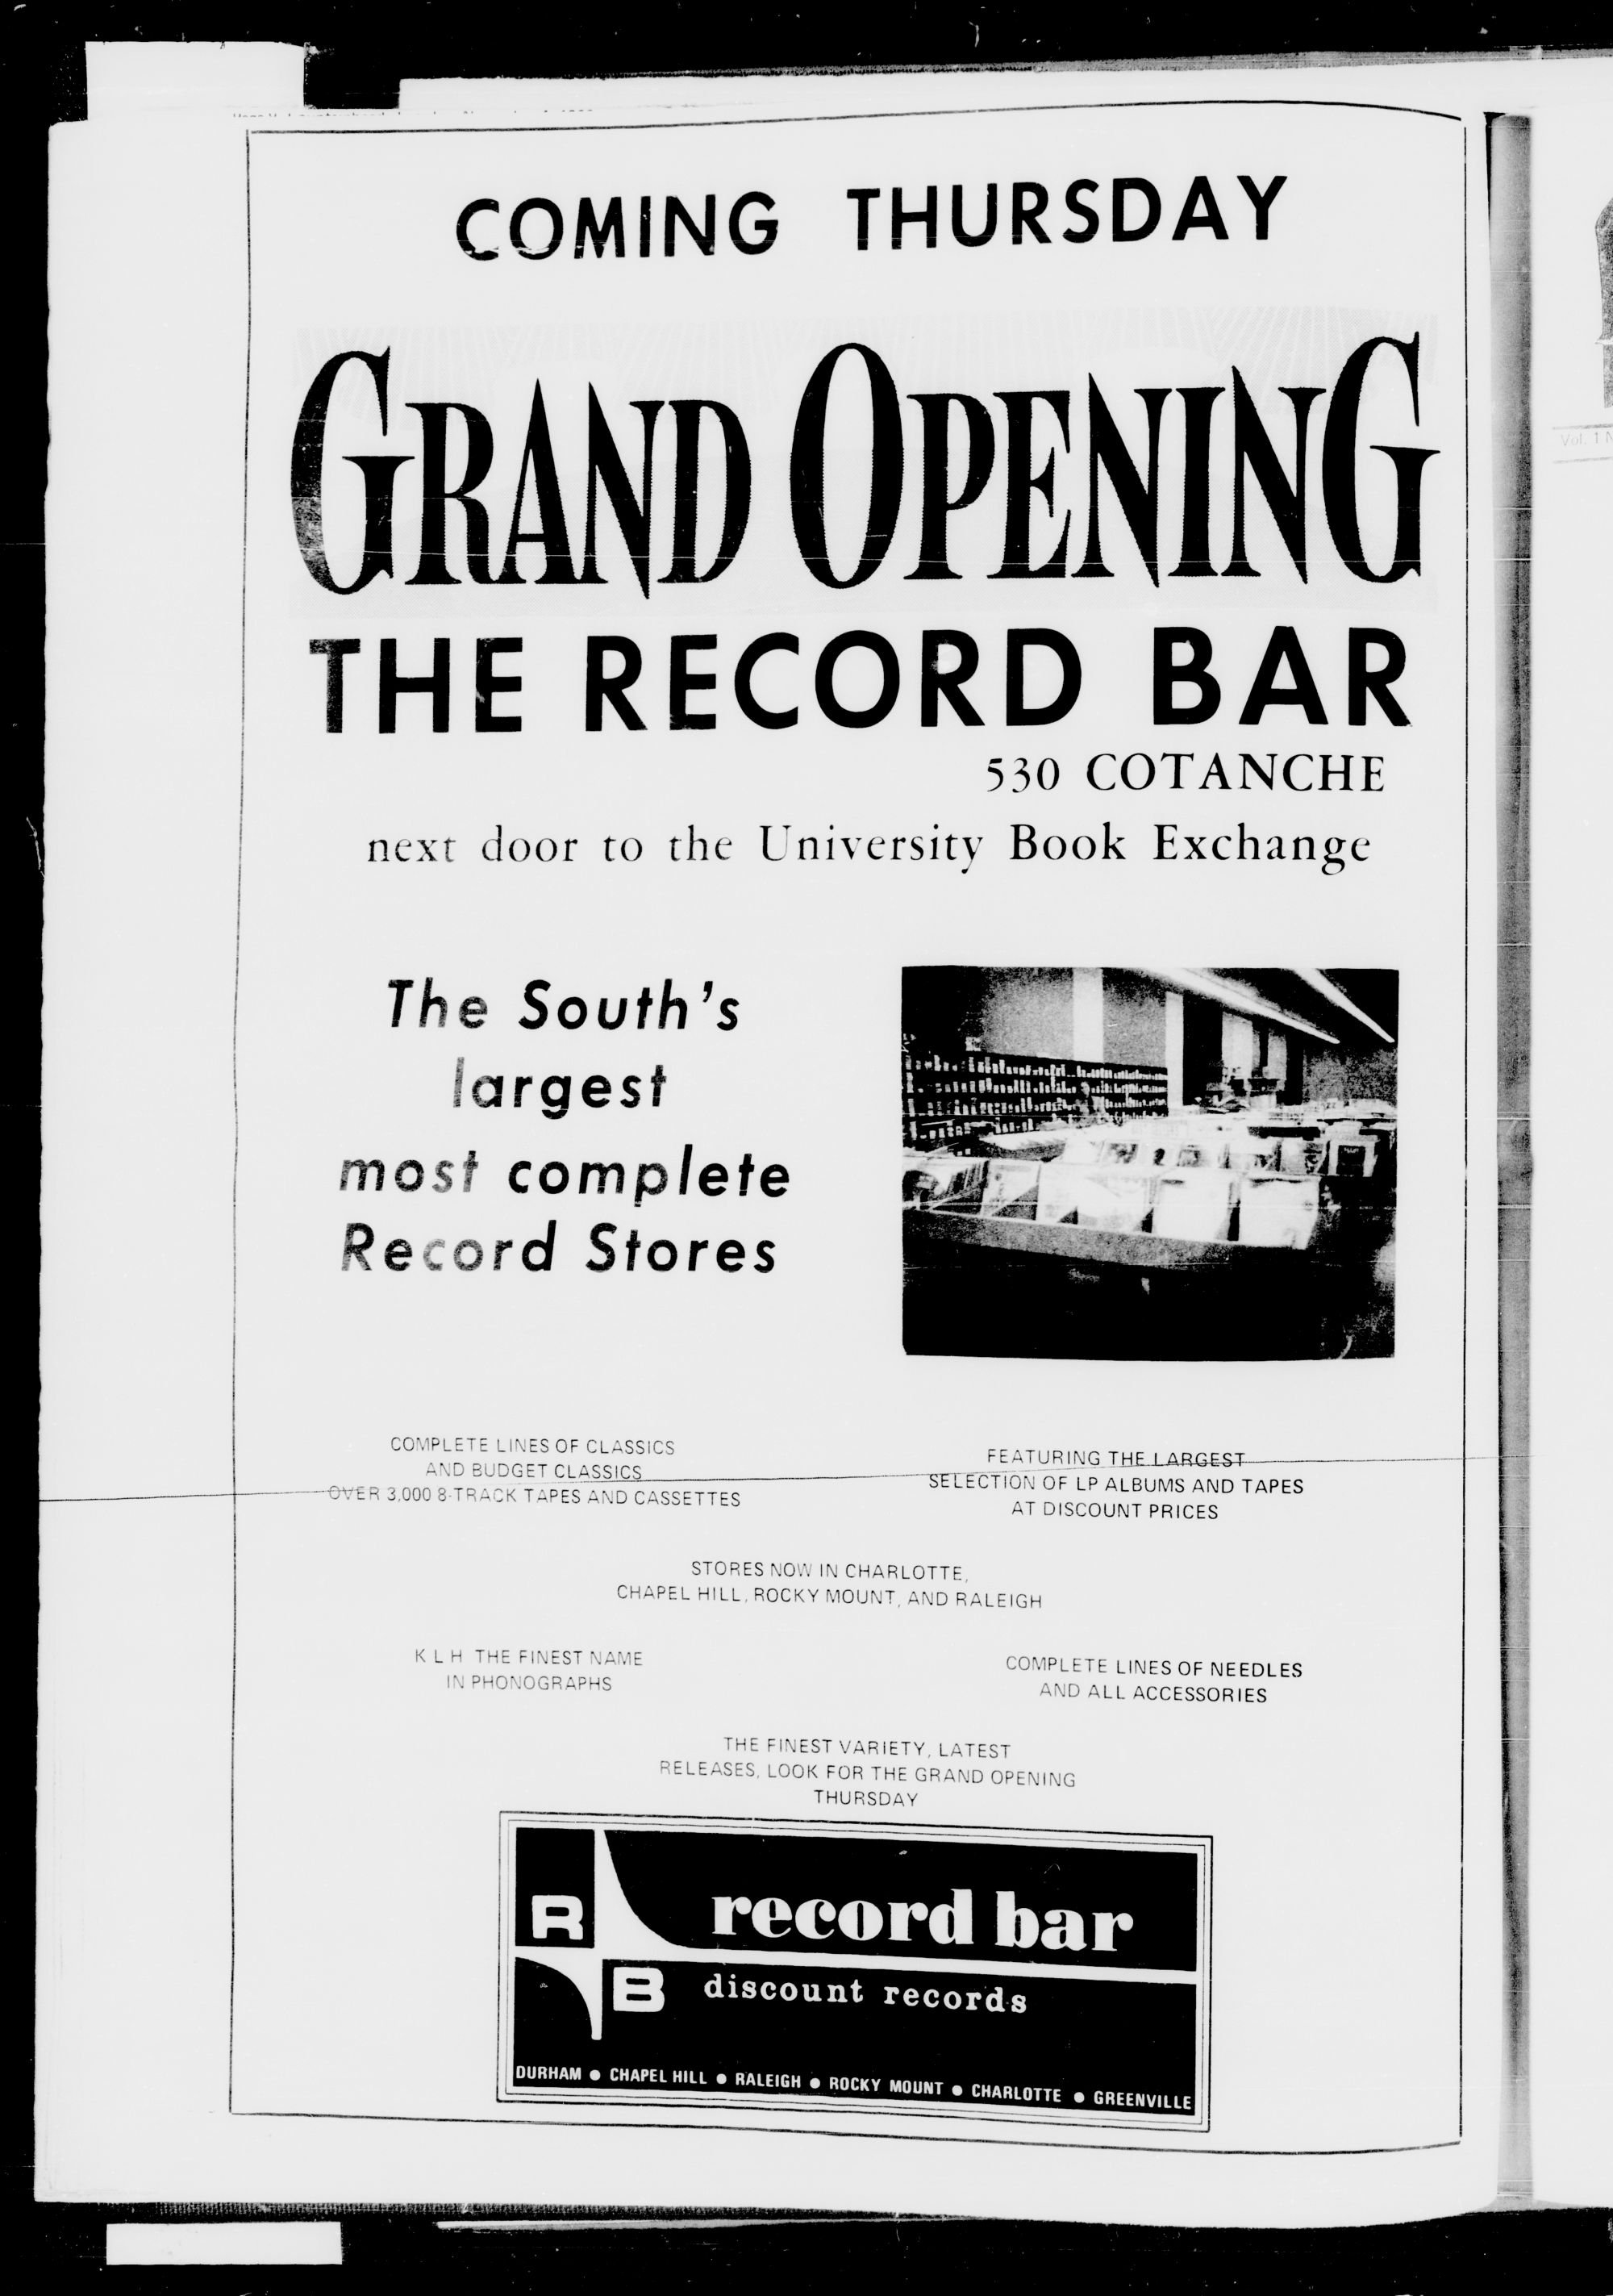 COMING THURSDAY
GRAND OPENING
THE RECORD BAR
530 COTANCHE
next door to the University Book Exchange
The South's
largest
most complete
Record Stores
COMPLETE LINES OF CLASSICS
AND BUDGET CLASSICS
OVER 3,000 8-TRACK TAPES AND CASSETTES
FEATURING THE LARGEST
SELECTION OF LP ALBUMS AND TAPES
AT DISCOUNT PRICES
STORES NOW IN CHARLOTTE,
CHAPEL HILL, ROCKY MOUNT, AND RALEIGH
K L H THE FINEST NAME
IN PHONOGRAPHS
COMPLETE LINES OF NEEDLES
AND ALL ACCESSORIES
THE FINEST VARIETY, LATEST
RELEASES, LOOK FOR THE GRAND OPENING
THURSDAY
R
record bar
B
discount records
DURHAM ● CHAPEL HILL ● RALEIGH ● ROCKY MOUNT ● CHARLOTTE ● GREENVILLE
Vol. 1